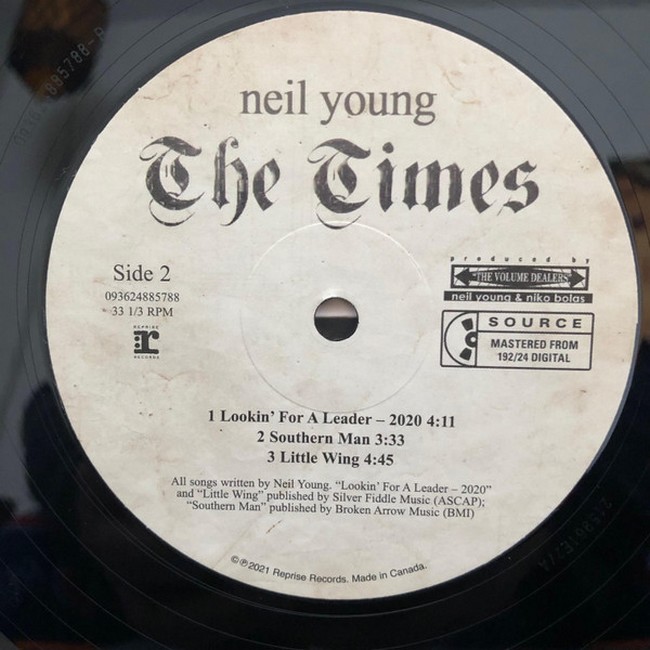 neil young
The Times
Side 2
093624885788
33 1/3 RPM
REPRISE
r:
RECORDS
produced by
THE VOLUME DEALERS
neil young & niko bolas
SOURCE
MASTERED FROM
192/24 DIGITAL
1 Lookin’ For A Leader – 2020 4:11
2 Southern Man 3:33
3 Little Wing 4:45
All songs written by Neil Young. “Lookin’ For A Leader – 2020”
and “Little Wing” published by Silver Fiddle Music (ASCAP);
“Southern Man” published by Broken Arrow Music (BMI)
©℗2021 Reprise Records. Made in Canada.